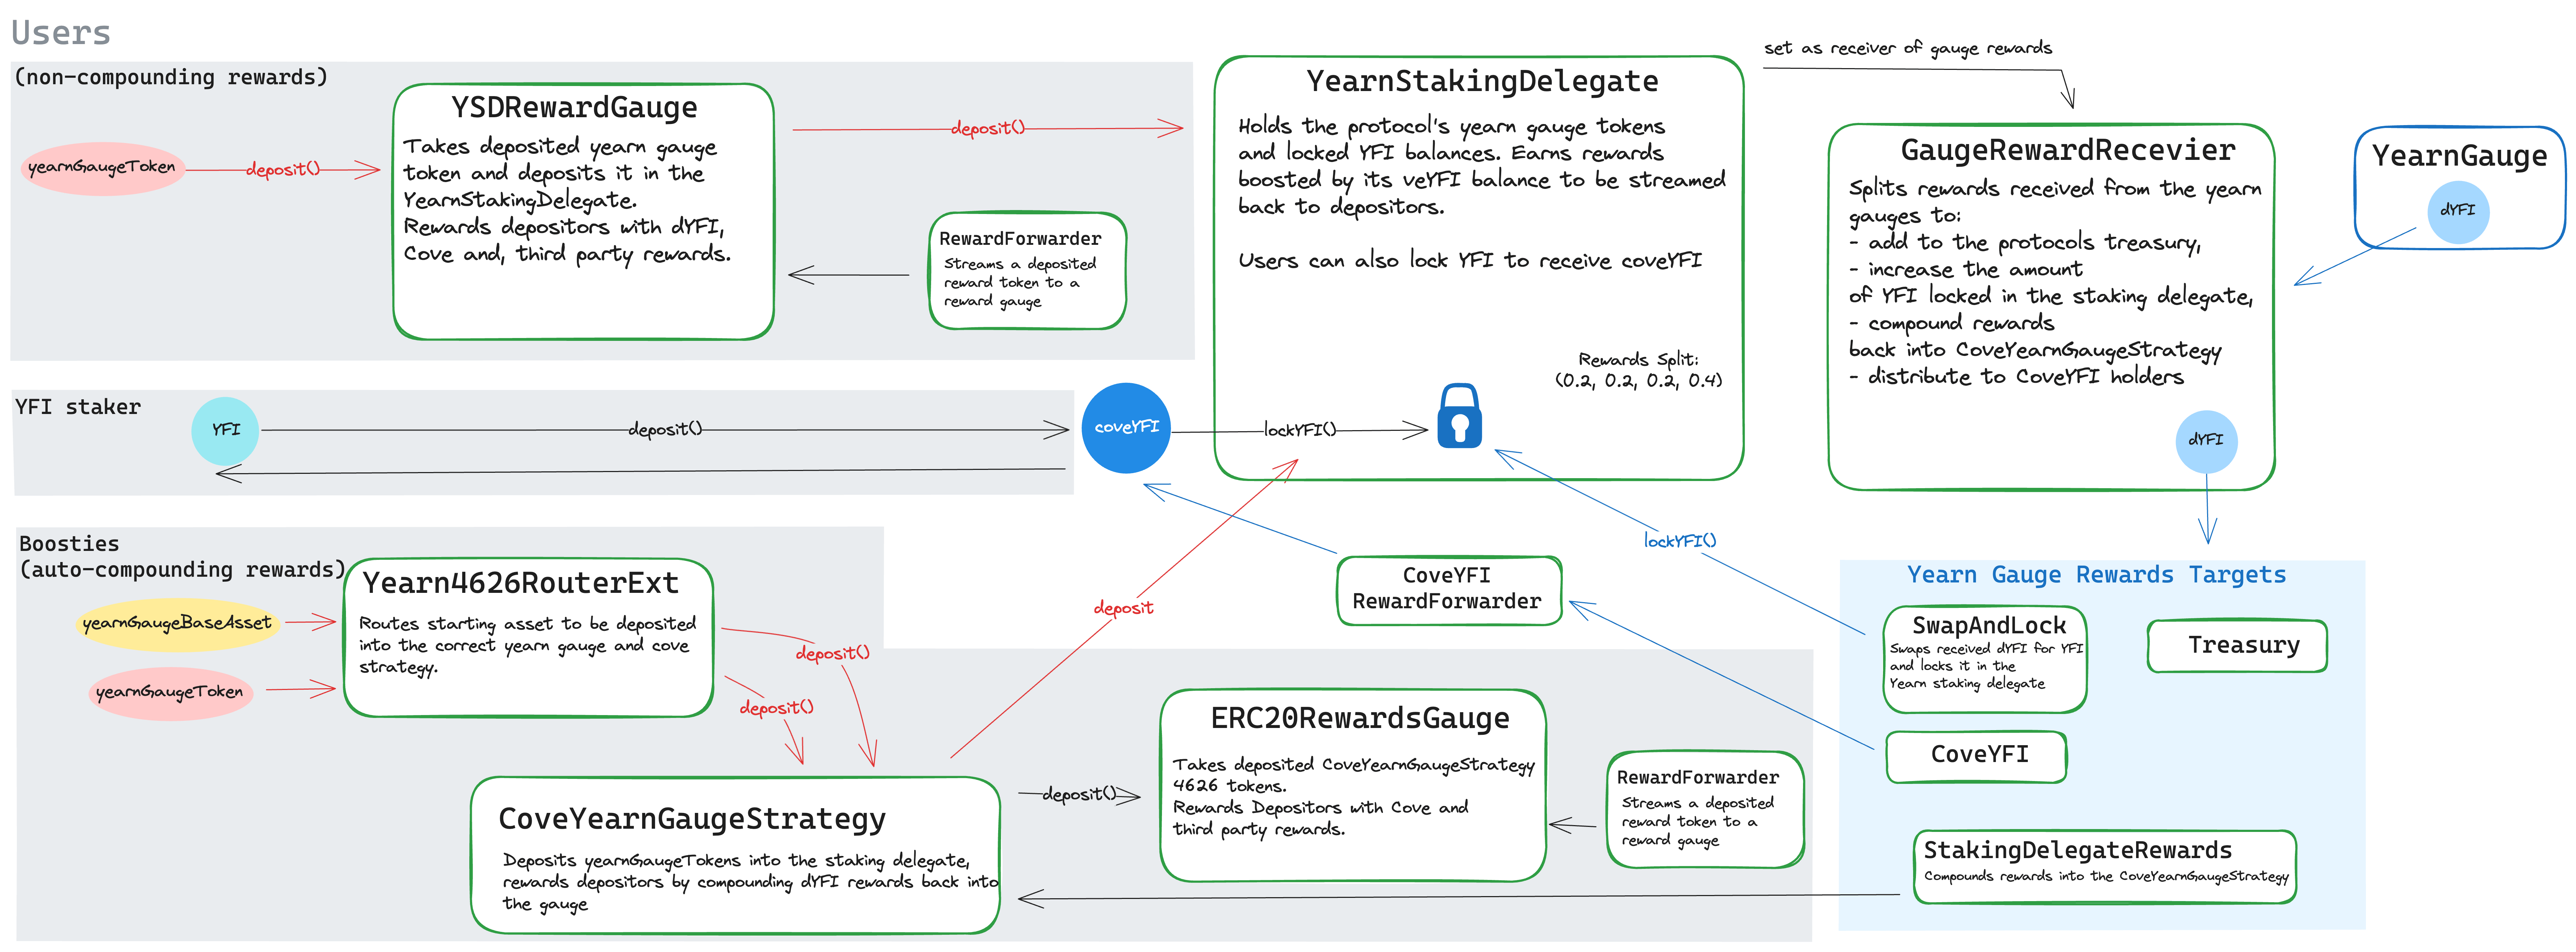 Users
(non-compounding rewards)
yearnGaugeToken
deposit()
YSDRewardGauge
Takes deposited yearn gauge
token and deposits it in the
YearnStakingDelegate.
Rewards depositors with dYFI,
Cove and, third party rewards.
deposit()
RewardForwarder
Streams a deposited
reward token to a
reward gauge
YearnStakingDelegate
Holds the protocol's yearn gauge tokens
and locked YFI balances. Earns rewards
boosted by its veYFI balance to be streamed
back to depositors.
Users can also lock YFI to receive coveYFI
Rewards Split:
(0.2, 0.2, 0.2, 0.4)
set as receiver of gauge rewards
GaugeRewardRecevier
Splits rewards received from the yearn
gauges to:
- add to the protocols treasury,
- increase the amount
of YFI locked in the staking delegate,
- compound rewards
back into CoveYearnGaugeStrategy
- distribute to CoveYFI holders
dYFI
YearnGauge
dYFI
YFI staker
YFI
deposit()
coveYFI
lockYFI()
Boosties
(auto-compounding rewards)
yearnGaugeBaseAsset
yearnGaugeToken
Yearn4626RouterExt
Routes starting asset to be deposited
into the correct yearn gauge and cove
strategy.
deposit()
deposit()
deposit
CoveYFI
RewardForwarder
lockYFI()
CoveYearnGaugeStrategy
Deposits yearnGaugeTokens into the staking delegate,
rewards depositors by compounding dYFI rewards back into
the gauge
deposit()
ERC20RewardsGauge
Takes deposited CoveYearnGaugeStrategy
4626 tokens.
Rewards Depositors with Cove and
third party rewards.
RewardForwarder
Streams a deposited
reward token to a
reward gauge
Yearn Gauge Rewards Targets
SwapAndLock
Swaps received dYFI for YFI
and locks it in the
Yearn staking delegate
Treasury
CoveYFI
StakingDelegateRewards
Compounds rewards into the CoveYearnGaugeStrategy